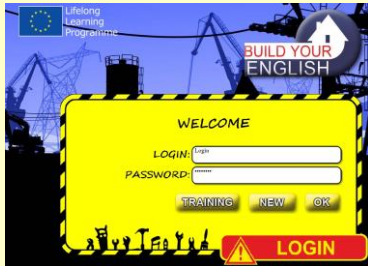 Lifelong
Learning
Programme
BUILD YOUR
ENGLISH
WELCOME
LOGIN: Login
PASSWORD: ********
TRAINING NEW OK
LOGIN